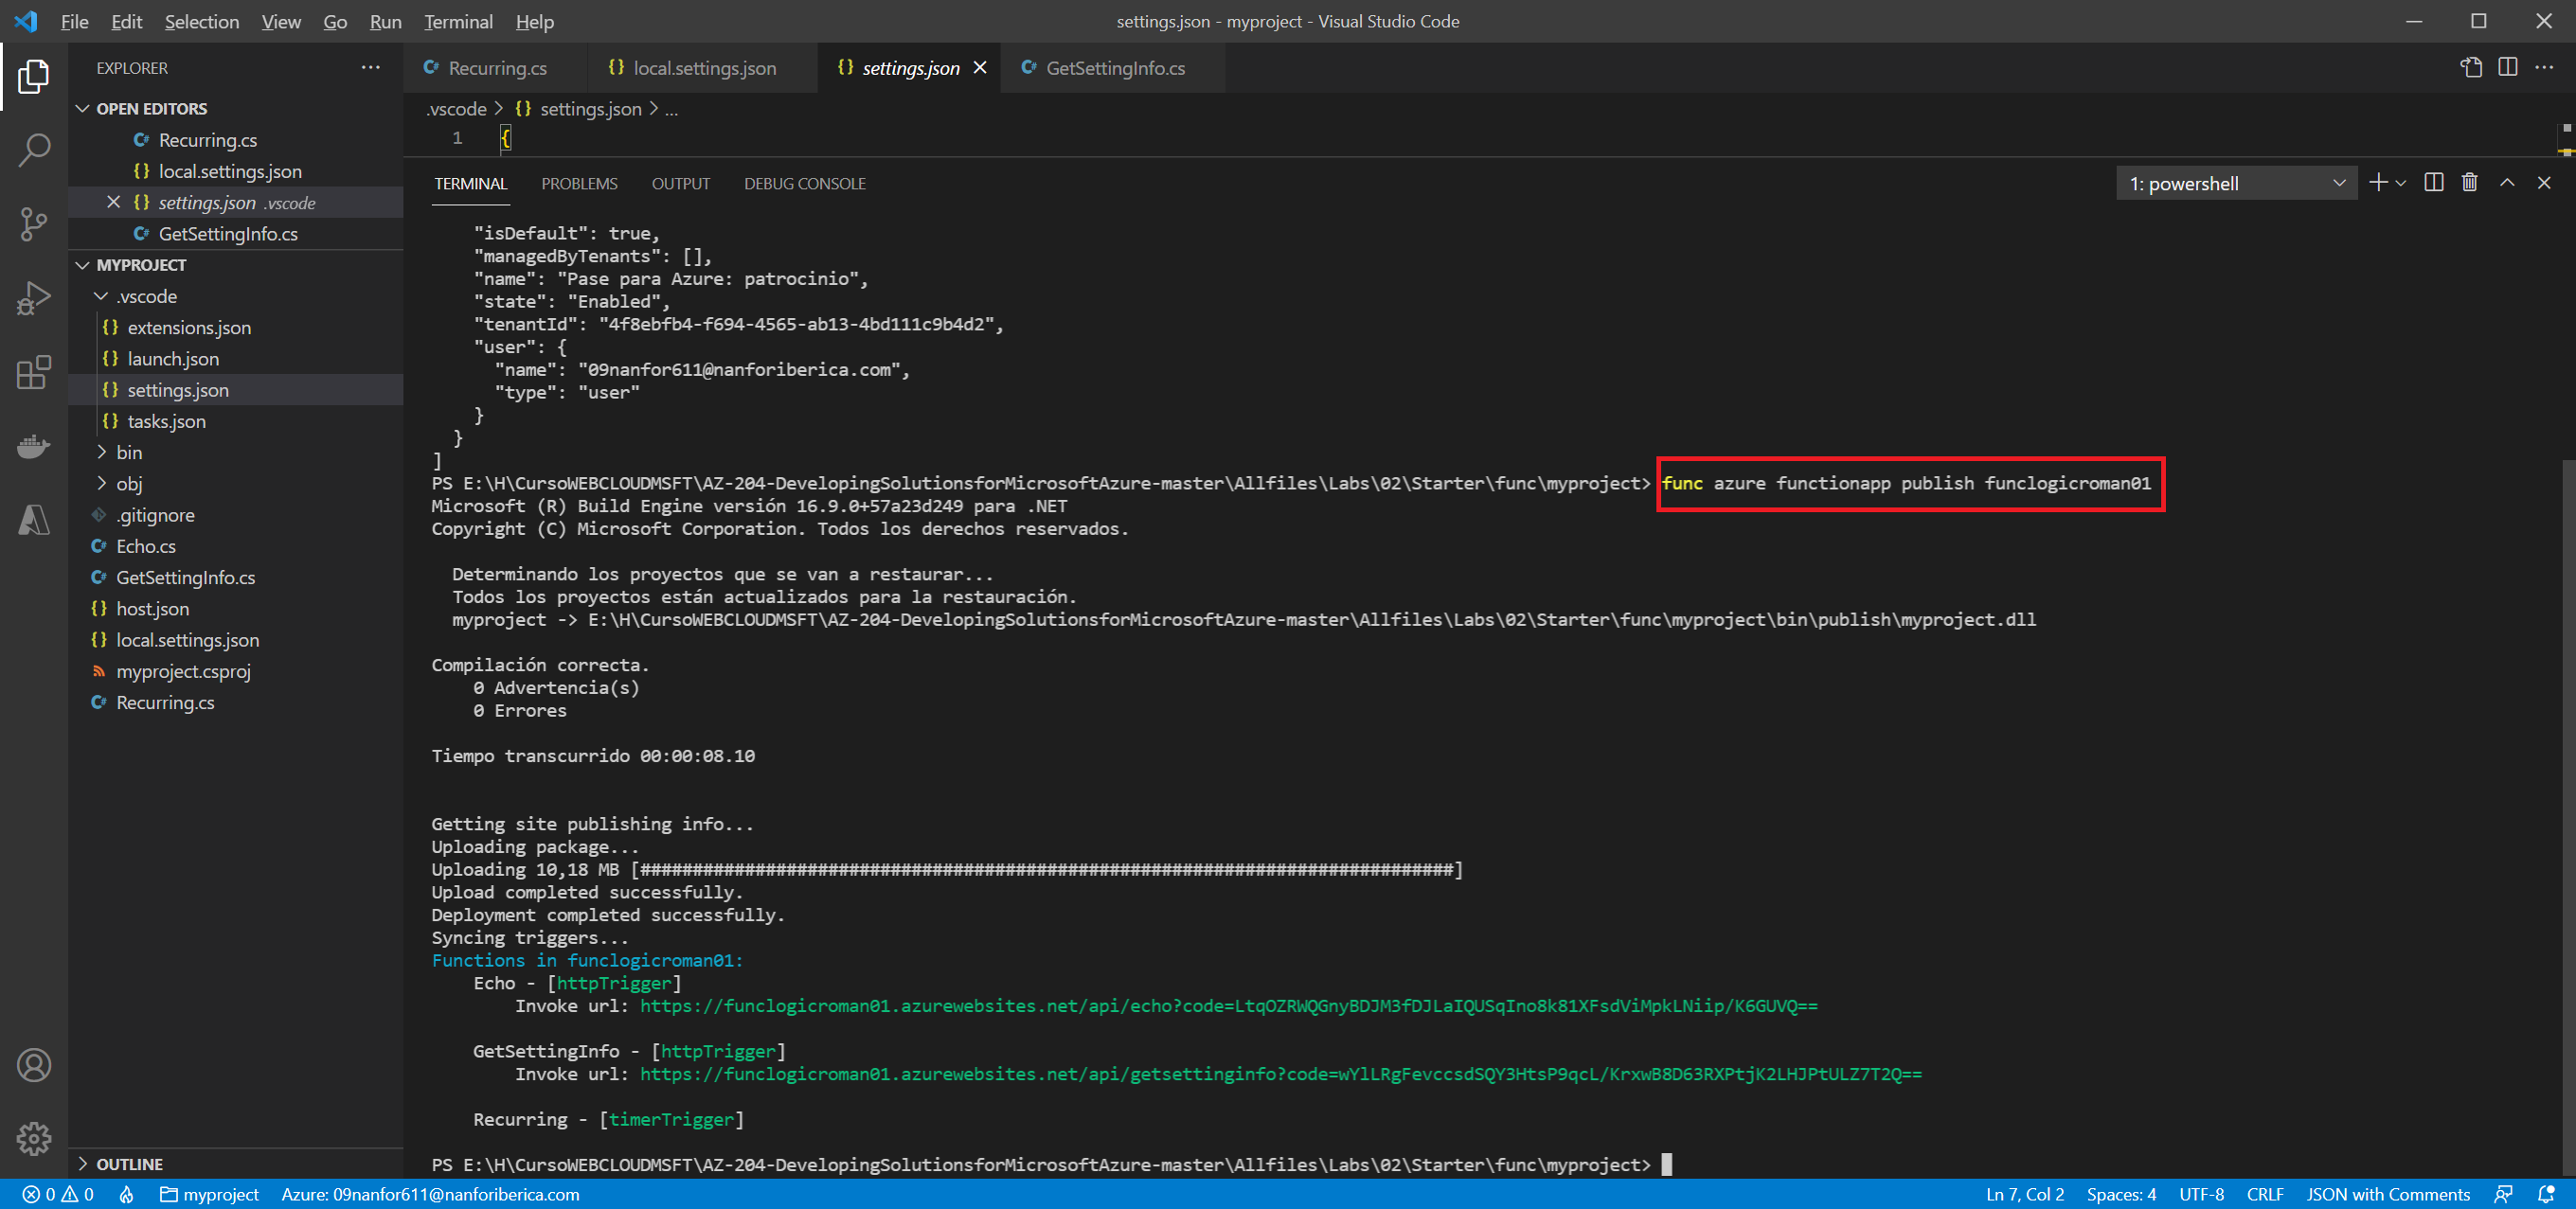 File Edit Selection View Go Run Terminal Help
settings.json - myproject - Visual Studio Code
EXPLORER
OPEN EDITORS
Recurring.cs
local.settings.json
settings.json .vscode
GetSettingInfo.cs
MYPROJECT
.vscode
extensions.json
launch.json
settings.json
tasks.json
bin
obj
.gitignore
Echo.cs
GetSettingInfo.cs
host.json
local.settings.json
myproject.csproj
Recurring.cs
OUTLINE
Recurring.cs local.settings.json settings.json GetSettingInfo.cs
.vscode > {} settings.json > ...
1 {
TERMINAL PROBLEMS OUTPUT DEBUG CONSOLE
1: powershell
"isDefault": true,
"managedByTenants": [],
"name": "Pase para Azure: patrocinio",
"state": "Enabled",
"tenantId": "4f8ebfb4-f694-4565-ab13-4bd111c9b4d2",
"user": {
"name": "09nanfor611@nanforiberica.com",
"type": "user"
}
}
]
PS E:\H\CursoWEBCLOUDMSFT\AZ-204-DevelopingSolutionsforMicrosoftAzure-master\Allfiles\Labs\02\Starter\func\myproject> func azure functionapp publish funclogicroman01
Microsoft (R) Build Engine versión 16.9.0+57a23d249 para .NET
Copyright (C) Microsoft Corporation. Todos los derechos reservados.
Determinando los proyectos que se van a restaurar...
Todos los proyectos están actualizados para la restauración.
myproject -> E:\H\CursoWEBCLOUDMSFT\AZ-204-DevelopingSolutionsforMicrosoftAzure-master\Allfiles\Labs\02\Starter\func\myproject\bin\publish\myproject.dll
Compilación correcta.
0 Advertencia(s)
0 Errores
Tiempo transcurrido 00:00:08.10
Getting site publishing info...
Uploading package...
Uploading 10,18 MB [##############################################################################]
Upload completed successfully.
Deployment completed successfully.
Syncing triggers...
Functions in funclogicroman01:
Echo - [httpTrigger]
Invoke url: https://funclogicroman01.azurewebsites.net/api/echo?code=LtqOZRWQGnyBDJM3fDJLaIQUSqIno8k81XFsdViMpkLNiip/K6GUVQ==
GetSettingInfo - [httpTrigger]
Invoke url: https://funclogicroman01.azurewebsites.net/api/getsettinginfo?code=wYlLRgFevccsdSQY3HtsP9qcL/KrxwB8D63RXPtjK2LHJPtULZ7T2Q==
Recurring - [timerTrigger]
PS E:\H\CursoWEBCLOUDMSFT\AZ-204-DevelopingSolutionsforMicrosoftAzure-master\Allfiles\Labs\02\Starter\func\myproject>
0 0 myproject Azure: 09nanfor611@nanforiberica.com Ln 7, Col 2 Spaces: 4 UTF-8 CRLF JSON with Comments